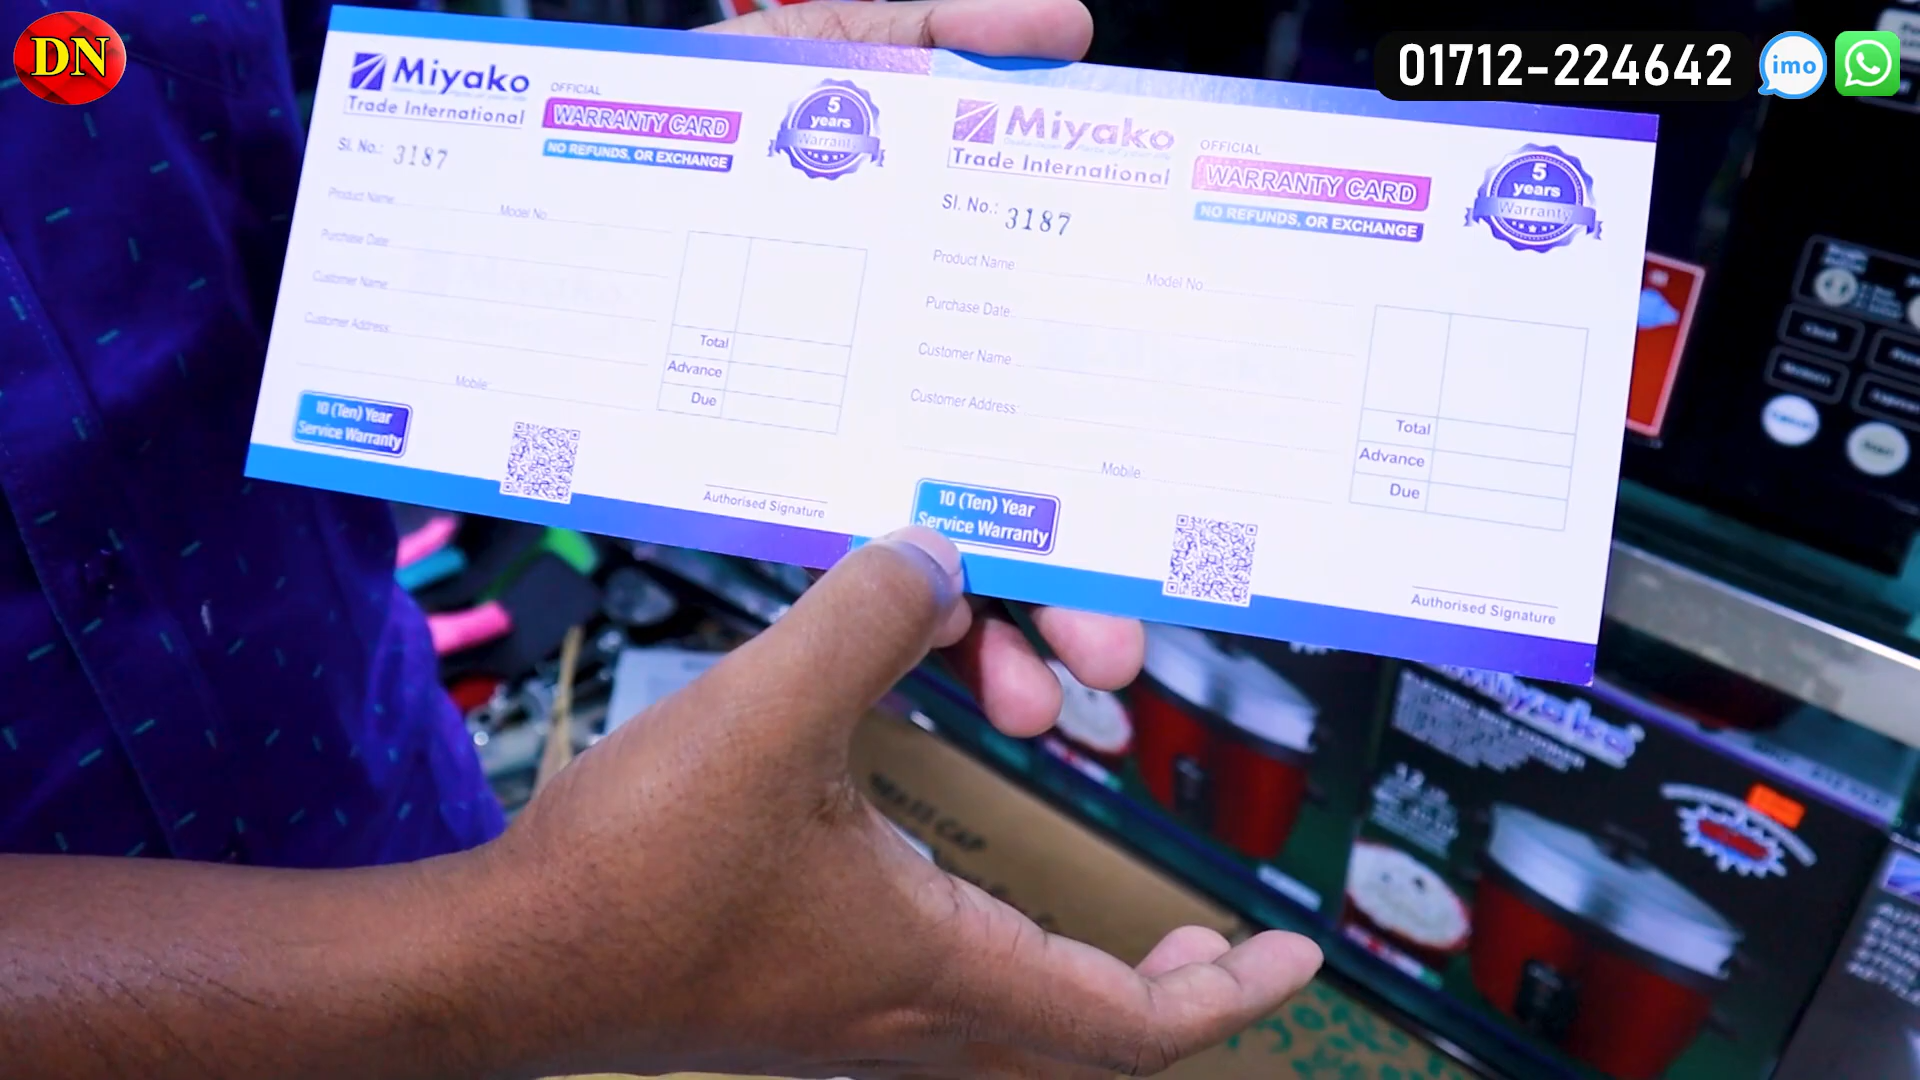 DN
01712-224642
imo
Miyako
Trade International
OFFICIAL
WARRANTY CARD
NO REFUNDS, OR EXCHANGE
5
years
Warranty
Sl. No.: 3187
Product Name
Model No
Purchase Date
Customer Name
Customer Address:
Mobile
Total
Advance
Due
10 (Ten) Year
Service Warranty
Authorised Signature
Miyako
Trade International
OFFICIAL
WARRANTY CARD
NO REFUNDS, OR EXCHANGE
5
years
Warranty
Sl. No.: 3187
Product Name
Model No
Purchase Date
Customer Name
Customer Address:
Mobile
Total
Advance
Due
10 (Ten) Year
Service Warranty
Authorised Signature
Miyako